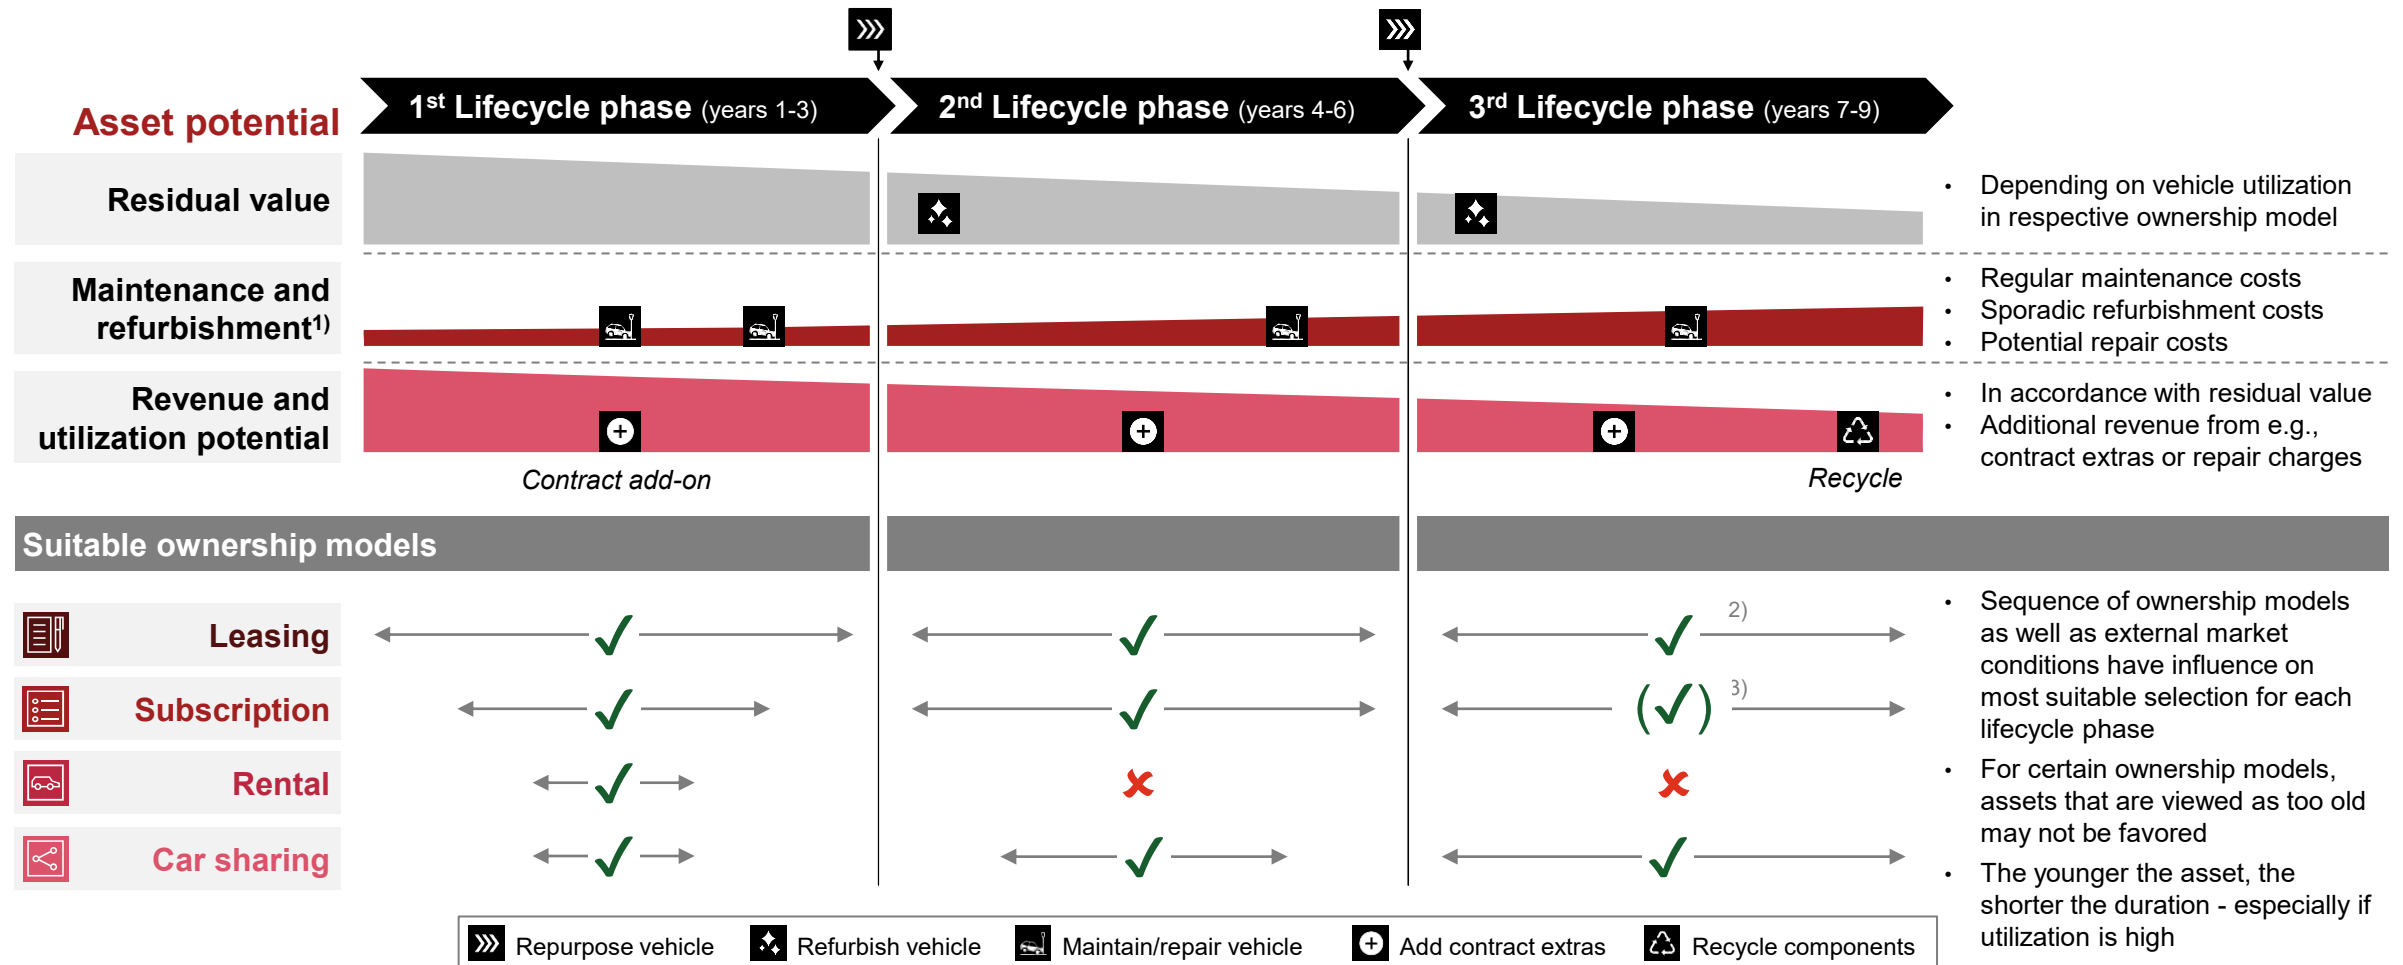 Asset potential
1st Lifecycle phase (years 1-3)
2nd Lifecycle phase (years 4-6)
3rd Lifecycle phase (years 7-9)
Residual value
• Depending on vehicle utilization
in respective ownership model
Maintenance and
refurbishment1)
• Regular maintenance costs
• Sporadic refurbishment costs
• Potential repair costs
Revenue and
utilization potential
Contract add-on
Recycle
• In accordance with residual value
• Additional revenue from e.g.,
contract extras or repair charges
Suitable ownership models
Leasing
2)
Subscription
( )
3)
Rental
Car sharing
• Sequence of ownership models
as well as external market
conditions have influence on
most suitable selection for each
lifecycle phase
• For certain ownership models,
assets that are viewed as too old
may not be favored
• The younger the asset, the
shorter the duration - especially if
utilization is high
Repurpose vehicle
Refurbish vehicle
Maintain/repair vehicle
Add contract extras
Recycle components